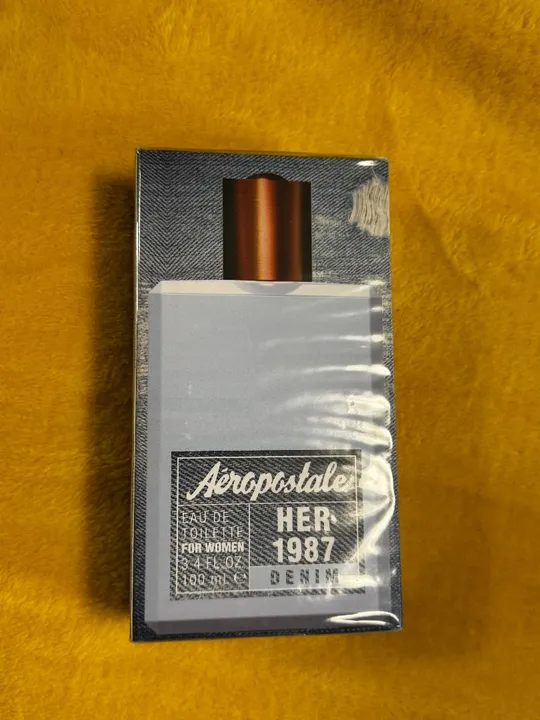 Aéropostale
EAU DE
TOILETTE
FOR WOMEN
3.4 FL.OZ.
100 mL e
HER
1987
DENIM